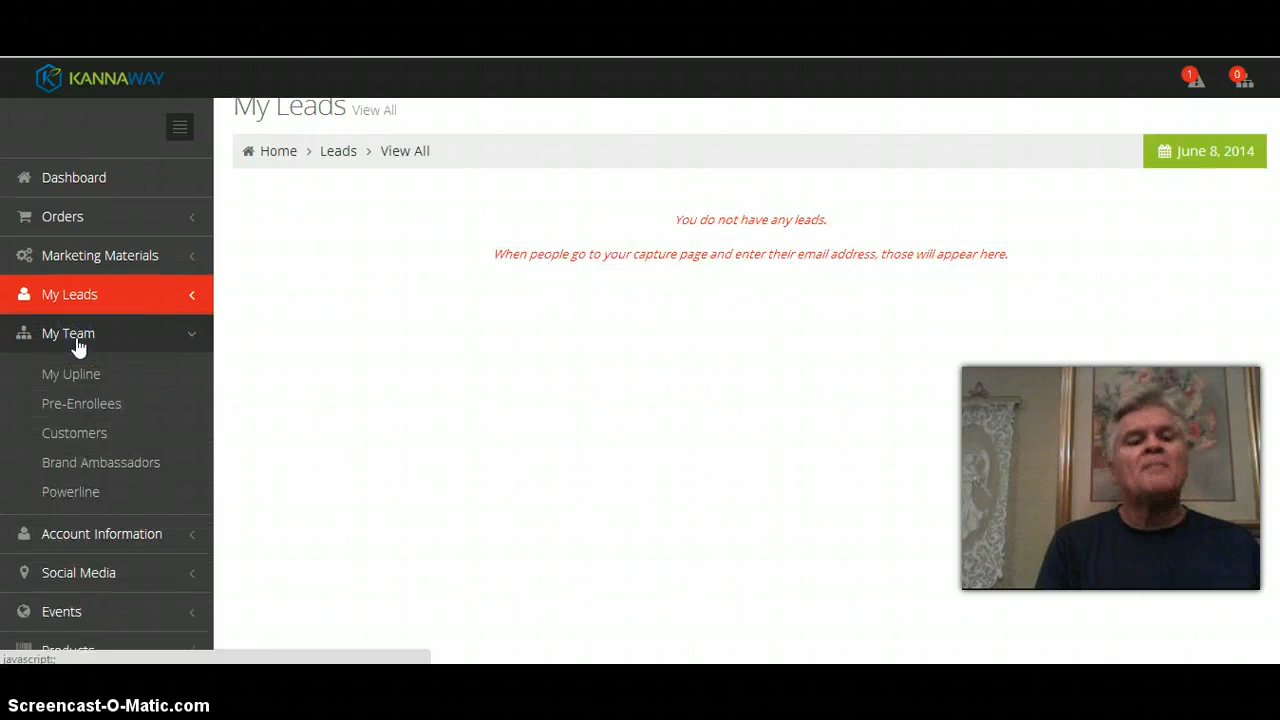 KANNAWAY
1
0
My Leads View All
Home > Leads > View All
June 8, 2014
Dashboard
Orders
Marketing Materials
My Leads
My Team
My Upline
Pre-Enrollees
Customers
Brand Ambassadors
Powerline
Account Information
Social Media
Events
Products
You do not have any leads.
When people go to your capture page and enter their email address, those will appear here.
javascript:;
Screencast-O-Matic.com